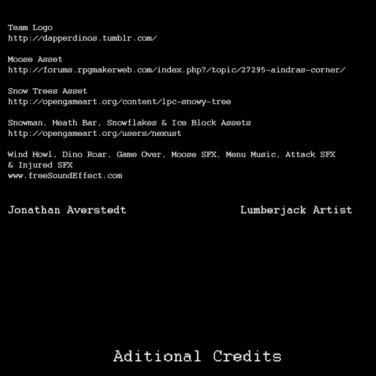 Team Logo
http://dapperdinos.tumblr.com/
Moose Asset
http://forums.rpgmakerweb.com/index.php?/topic/27295-aindras-corner/
Snow Trees Asset
http://opengameart.org/content/lpc-snowy-tree
Snowman, Heath Bar, Snowflakes & Ice Block Assets
http://opengameart.org/users/nexust
Wind Howl, Dino Roar, Game Over, Moose SFX, Menu Music, Attack SFX
& Injured SFX
www.freeSoundEffect.com
Jonathan Averstedt Lumberjack Artist
Aditional Credits